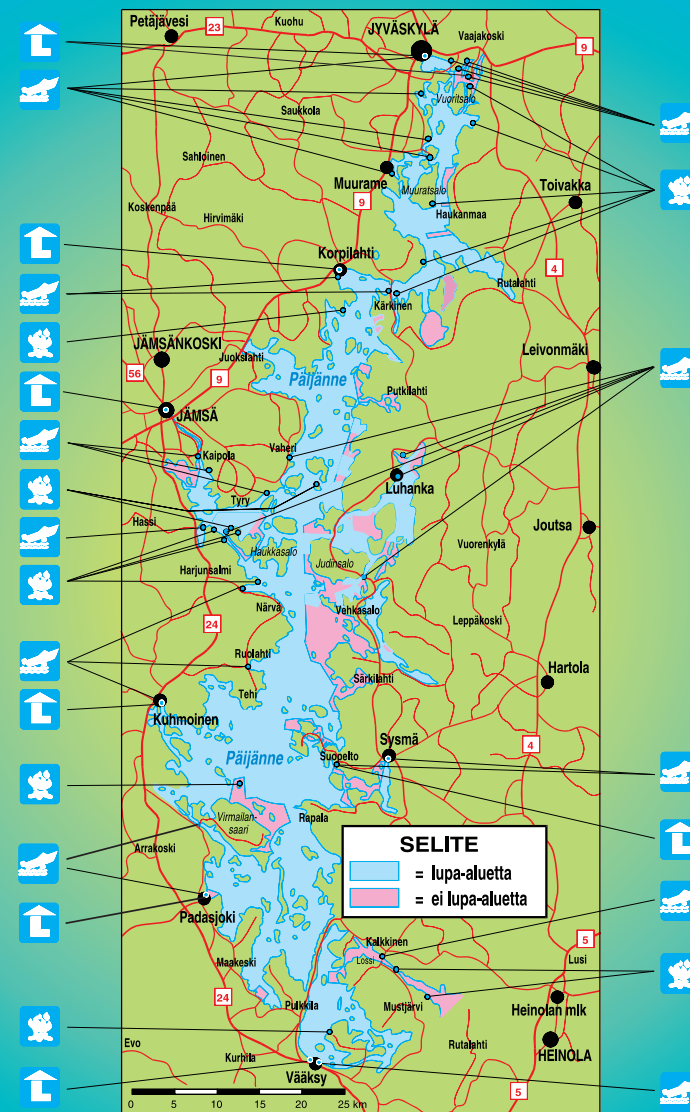 Petäjävesi
23
Kuohu
JYVÄSKYLÄ
Vaajakoski
9
Vuoritsalo
Saukkola
Sahloinen
Muurame
Muuratsalo
Toivakka
Koskenpää
Hirvimäki
9
Haukanmaa
Korpilahti
4
Rutalahti
Kärkinen
JÄMSÄNKOSKI
Juokslahti
Leivonmäki
56
9
Päijänne
Putkilahti
JÄMSÄ
Vaheri
Kaipola
Luhanka
Tyry
Hassi
Joutsa
Haukkasalo
Judinsalo
Vuorenkylä
Harjunsalmi
Närvä
Vehkasalo
Leppäkoski
24
Ruolahti
Särkilahti
Hartola
Tehi
Kuhmoinen
Sysmä
4
Päijänne
Suopelto
Virmailan-
saari
Rapala
Arrakoski
SELITE
= lupa-aluetta
= ei lupa-aluetta
Padasjoki
Kalkkinen
5
Maakeski
Lossi
Lusi
24
Pulkkila
Mustjärvi
Heinolan mlk
Evo
Kurhila
Rutalahti
HEINOLA
Vääksy
5
0 5 10 15 20 25 km